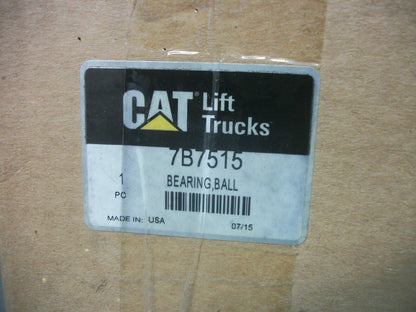 CAT® Lift
Trucks
7B7515
1 BEARING,BALL
PC
MADE IN: USA 07/15